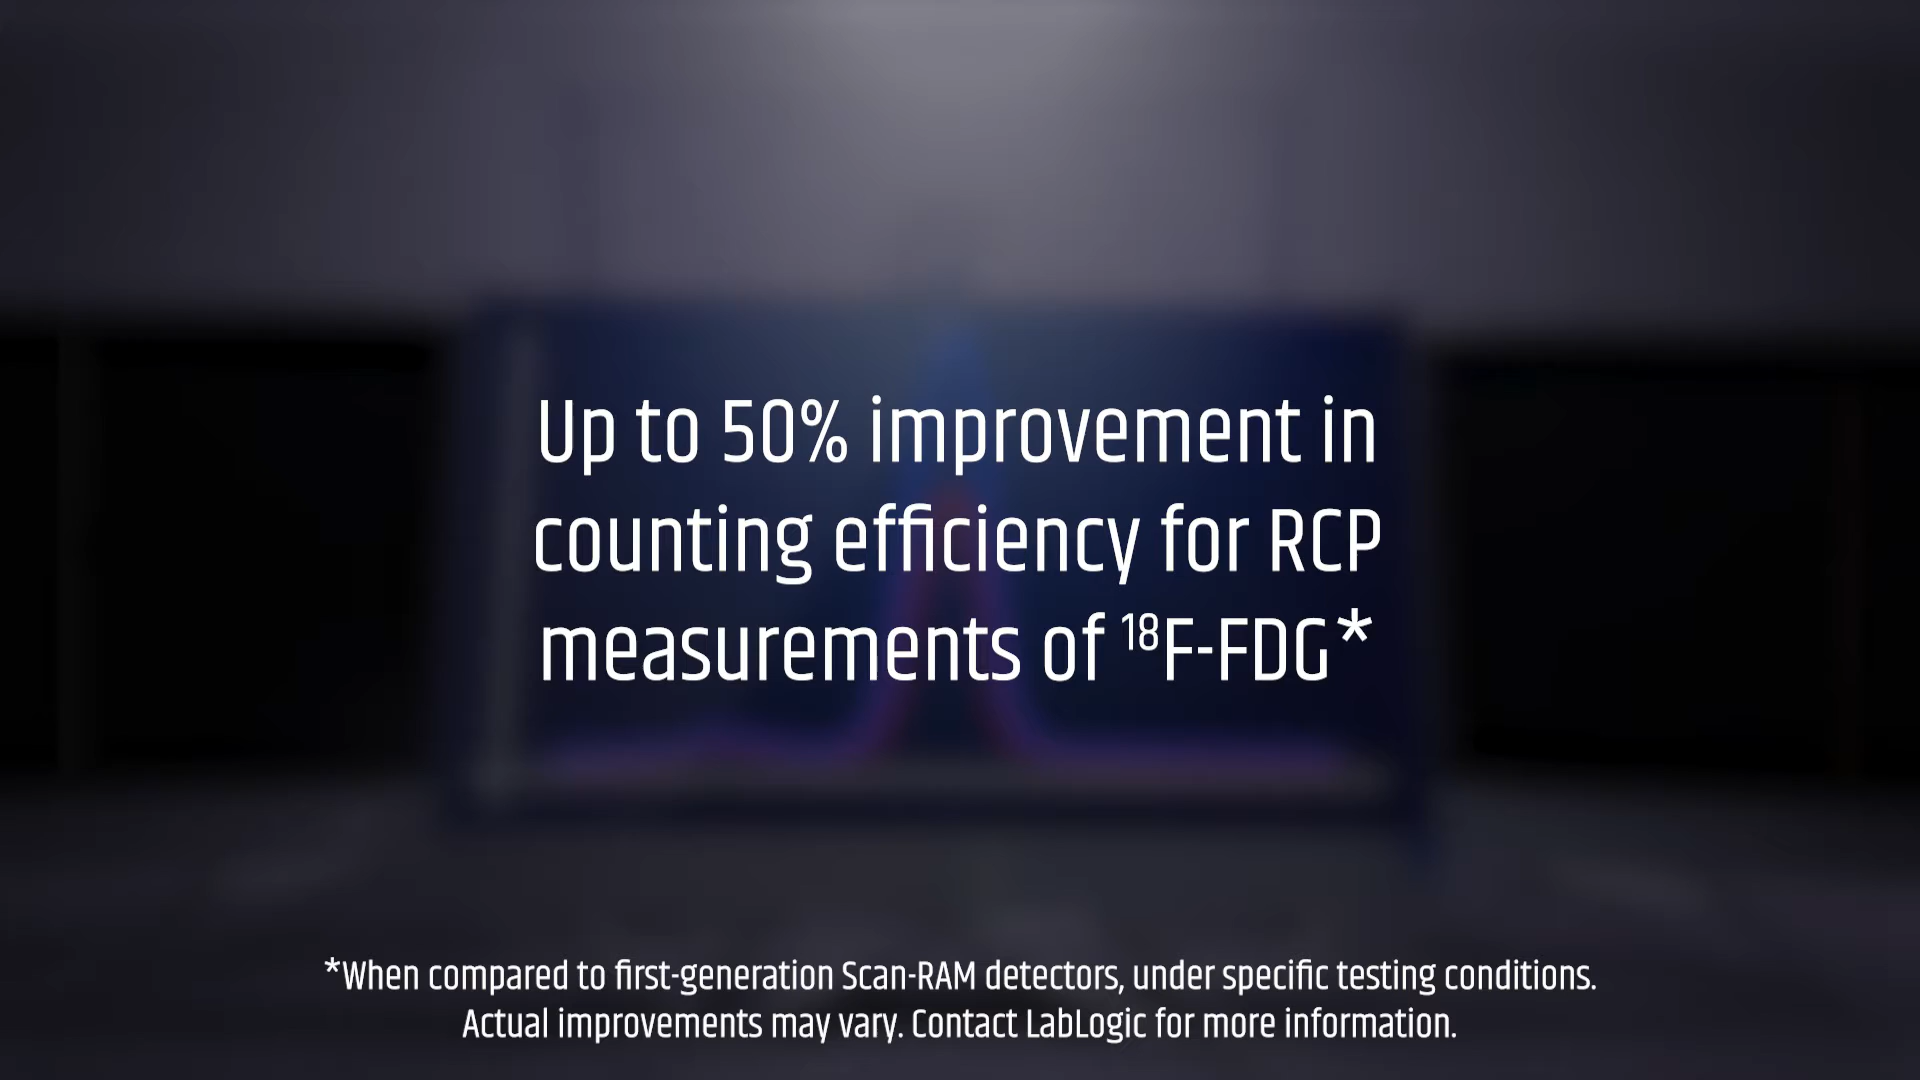 Up to 50% improvement in
counting efficiency for RCP
measurements of ¹⁸F-FDG*
*When compared to first-generation Scan-RAM detectors, under specific testing conditions.
Actual improvements may vary. Contact LabLogic for more information.